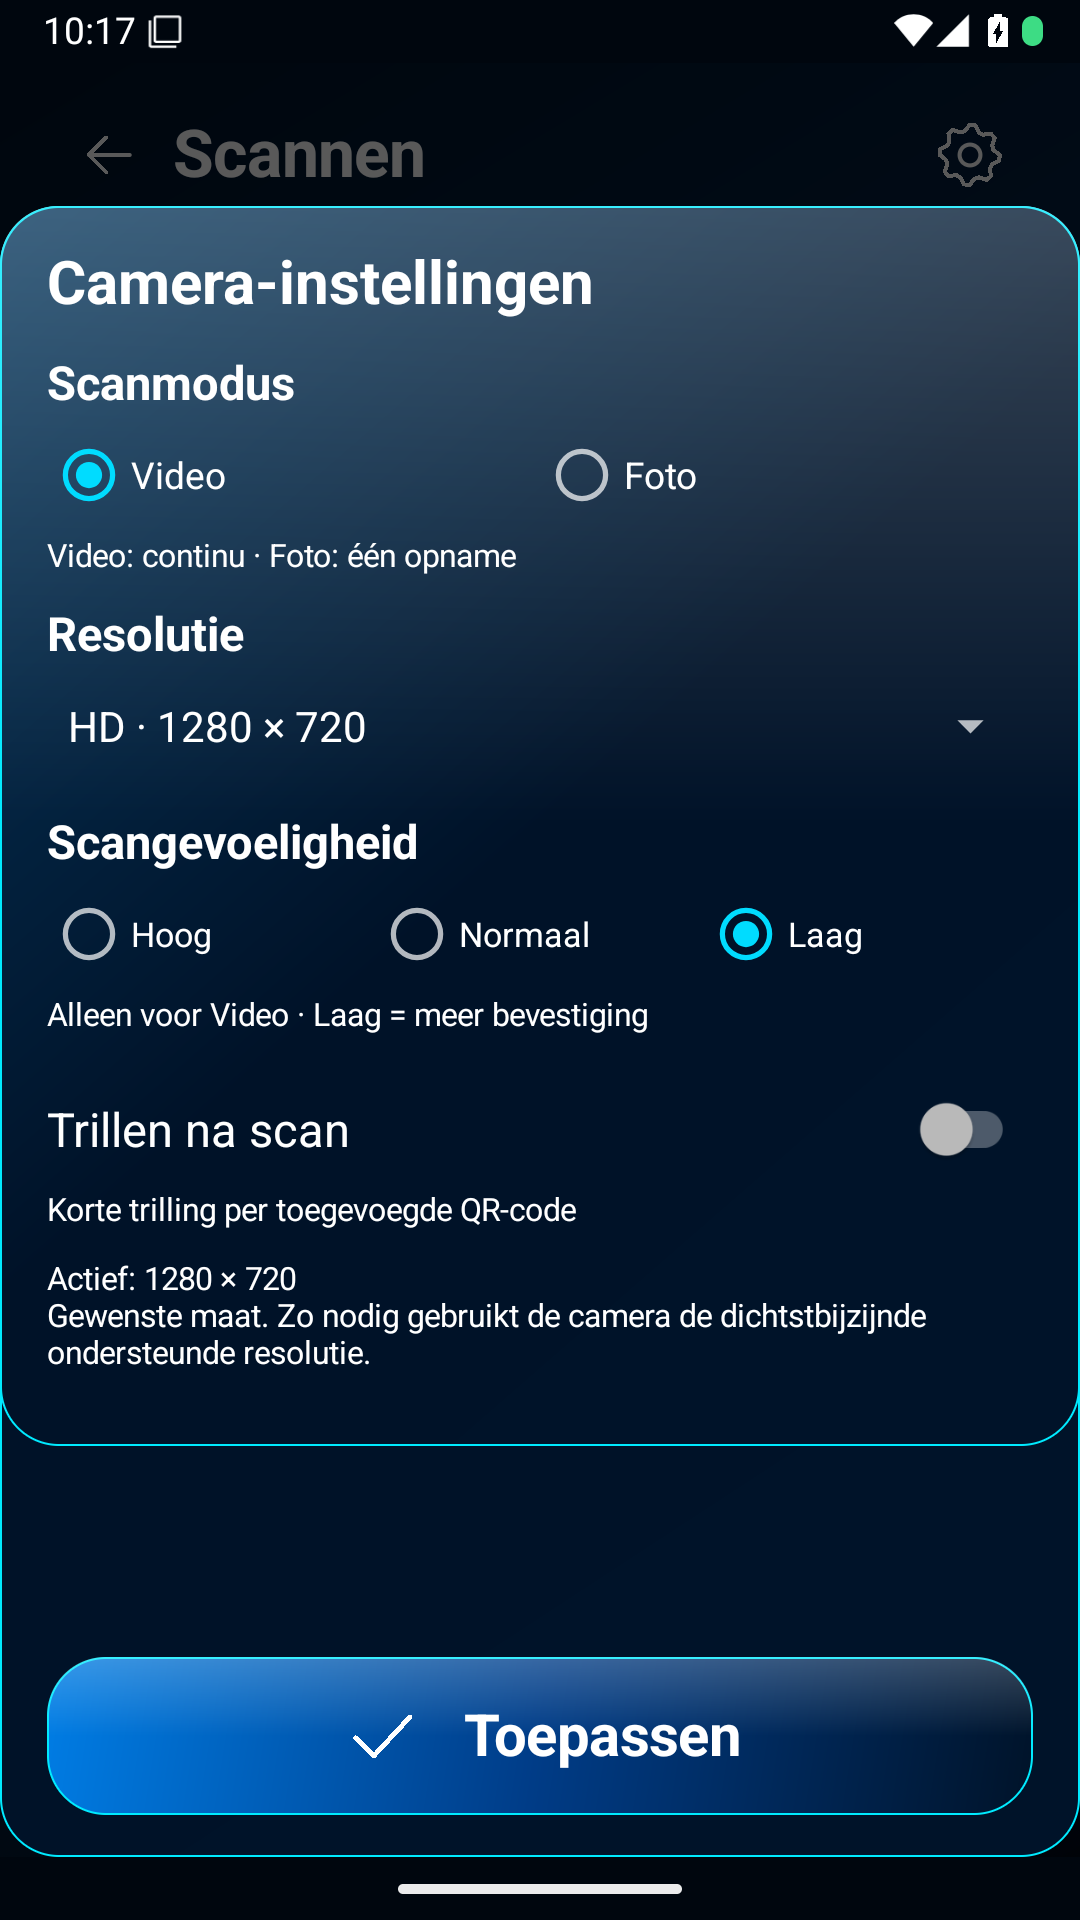 10:17
Scannen
Camera-instellingen
Scanmodus
Video
Foto
Video: continu · Foto: één opname
Resolutie
HD · 1280 × 720
Scangevoeligheid
Hoog
Normaal
Laag
Alleen voor Video · Laag = meer bevestiging
Trillen na scan
Korte trilling per toegevoegde QR-code
Actief: 1280 × 720
Gewenste maat. Zo nodig gebruikt de camera de dichtstbijzijnde
ondersteunde resolutie.
Toepassen